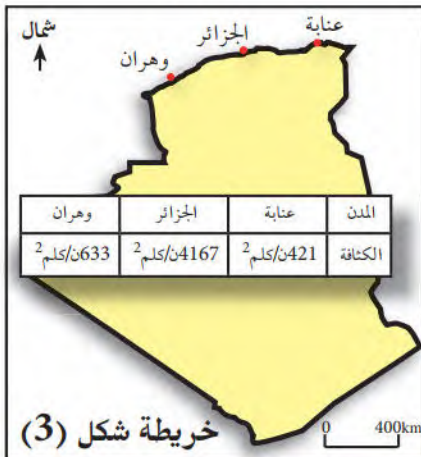 شمال
عنابة
الجزائر
وهران
المدن عنابة الجزائر وهران
الكثافة 421ن/كلم² 4167ن/كلم² 633ن/كلم²
خريطة شكل (3)
0 400km